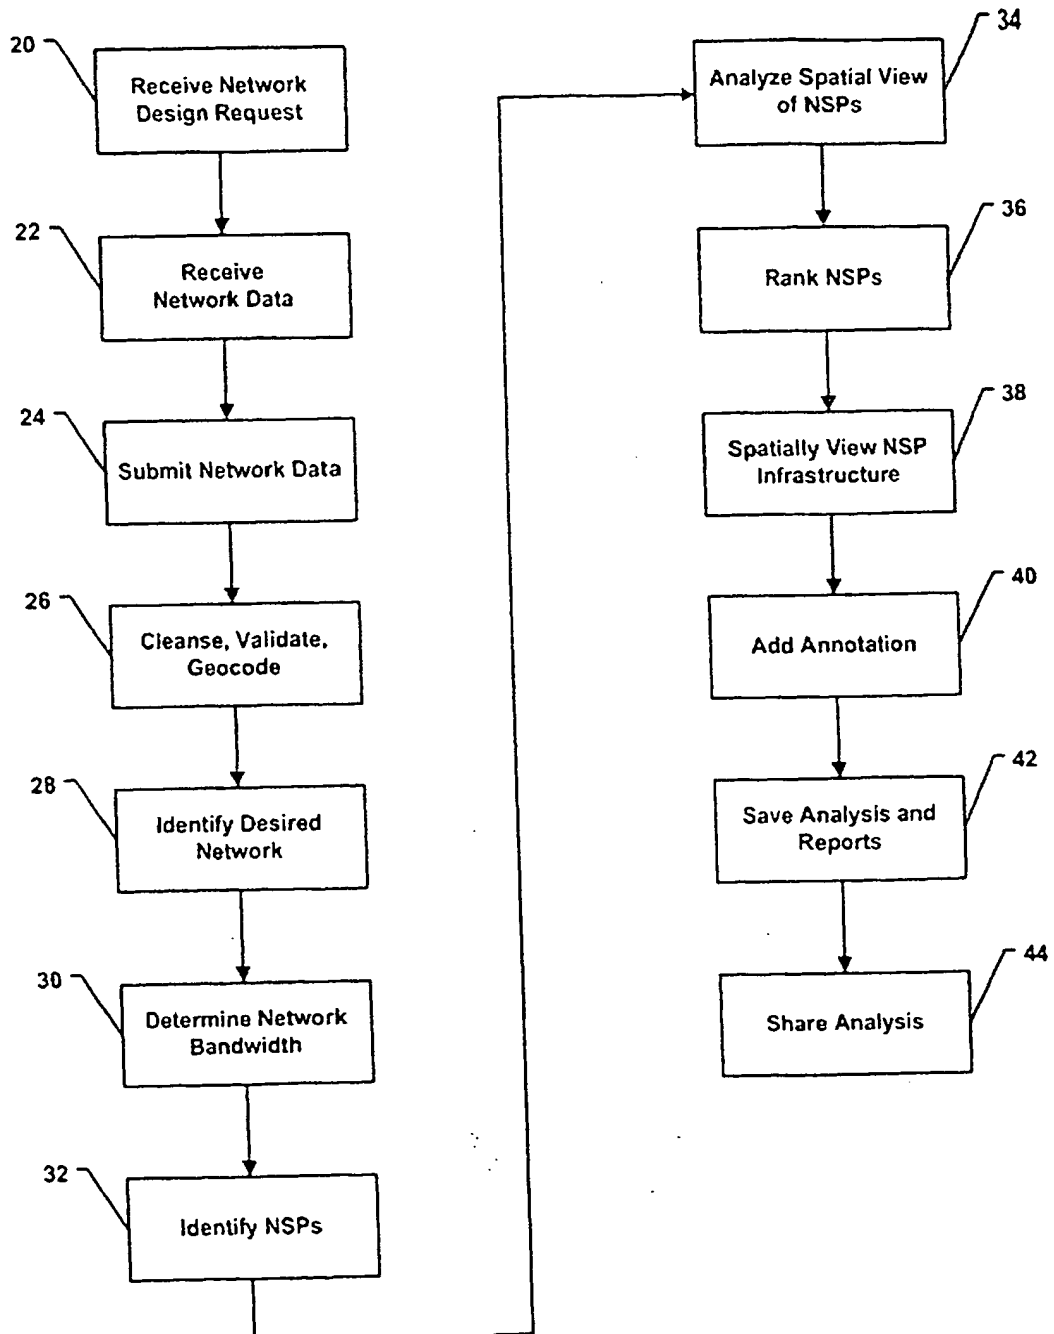 20
Receive Network
Design Request
22
Receive
Network Data
24
Submit Network Data
26
Cleanse, Validate,
Geocode
28
Identify Desired
Network
30
Determine Network
Bandwidth
32
Identify NSPs
34
Analyze Spatial View
of NSPs
36
Rank NSPs
38
Spatially View NSP
Infrastructure
40
Add Annotation
42
Save Analysis and
Reports
44
Share Analysis